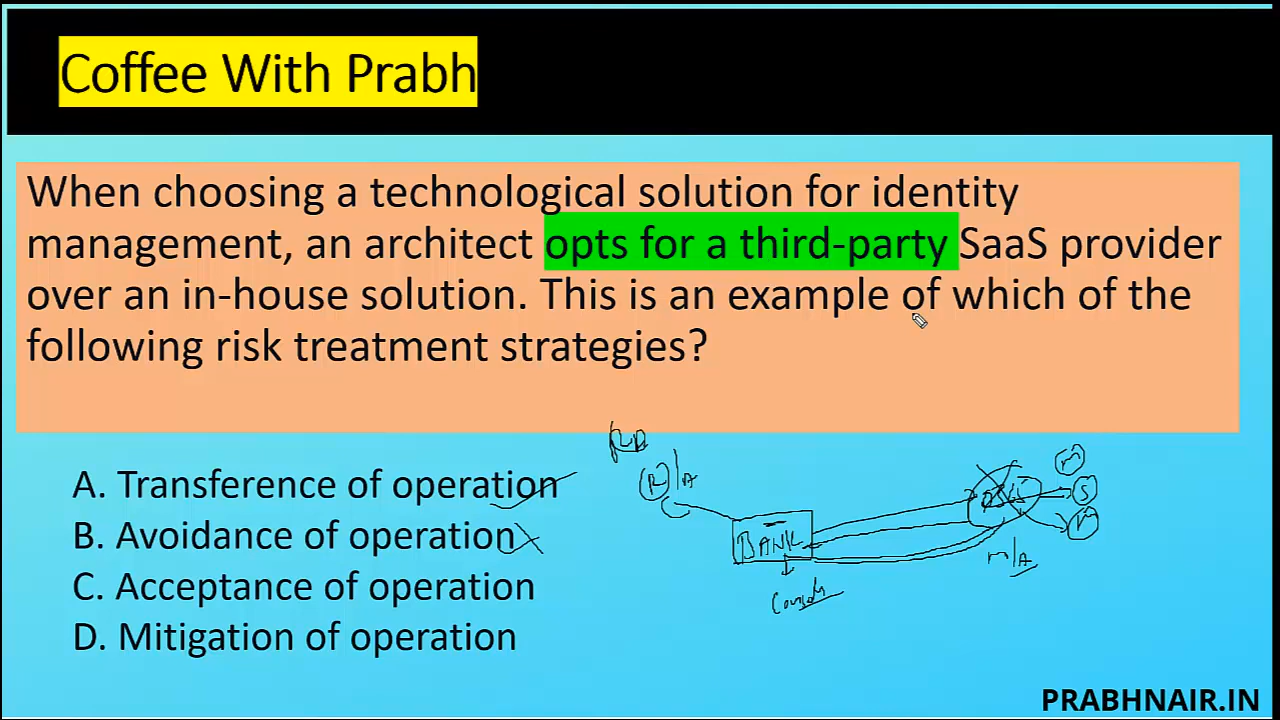 Coffee With Prabh
When choosing a technological solution for identity
management, an architect opts for a third-party SaaS provider
over an in-house solution. This is an example of which of the
following risk treatment strategies?
A. Transference of operation
B. Avoidance of operation
C. Acceptance of operation
D. Mitigation of operation
BANK
PRABHNAIR.IN